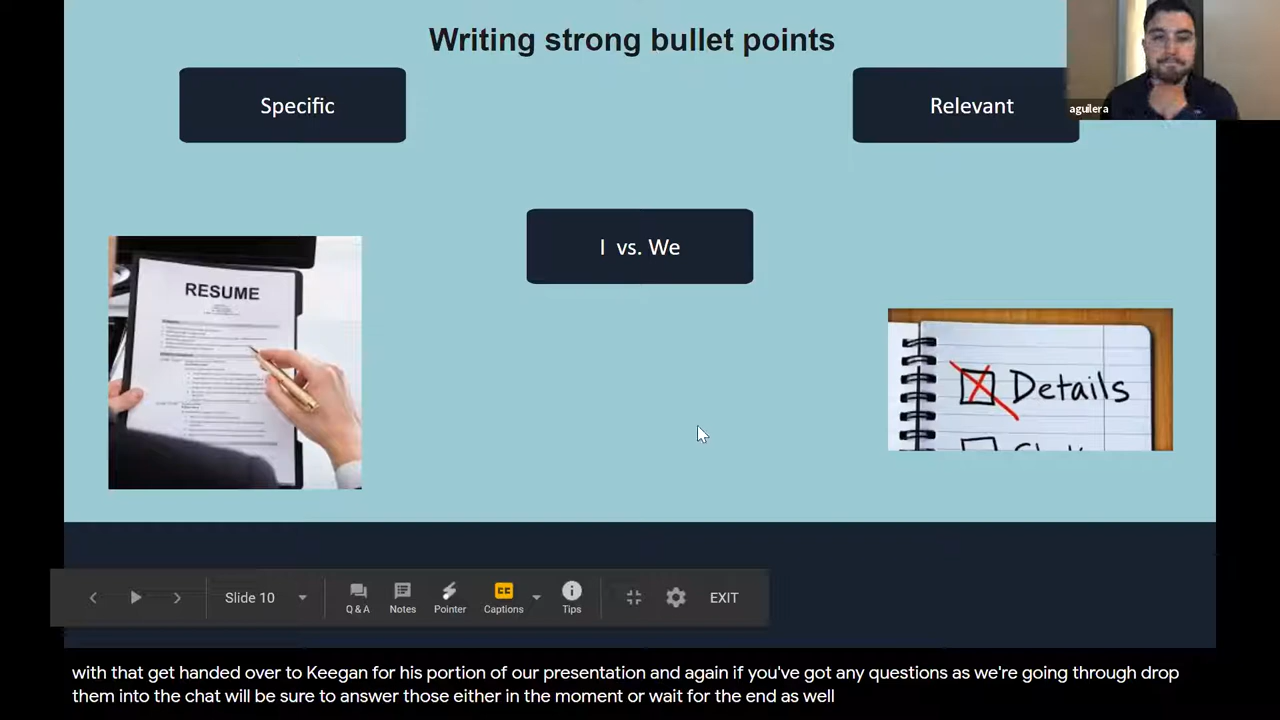 Writing strong bullet points
Specific
Relevant
aguilera
I vs. We
RESUME
Details
Slide 10
Q & A
Notes
Pointer
CC
Captions
Tips
EXIT
with that get handed over to Keegan for his portion of our presentation and again if you've got any questions as we're going through drop
them into the chat will be sure to answer those either in the moment or wait for the end as well